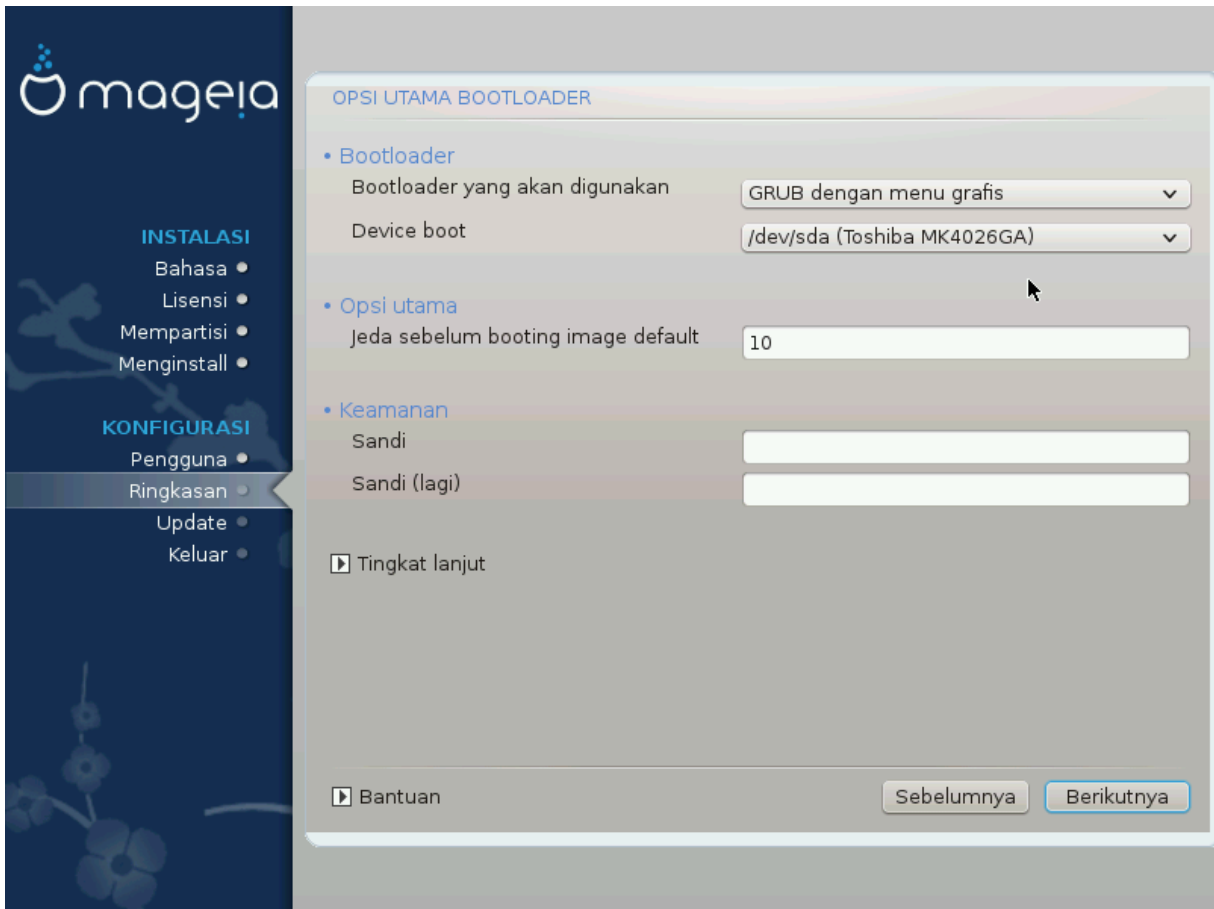 mageia
INSTALASI
Bahasa
Lisensi
Mempartisi
Menginstall
KONFIGURASI
Pengguna
Ringkasan
Update
Keluar
OPSI UTAMA BOOTLOADER
• Bootloader
Bootloader yang akan digunakan
GRUB dengan menu grafis
Device boot
/dev/sda (Toshiba MK4026GA)
• Opsi utama
Jeda sebelum booting image default
10
• Keamanan
Sandi
Sandi (lagi)
Tingkat lanjut
Bantuan
Sebelumnya
Berikutnya